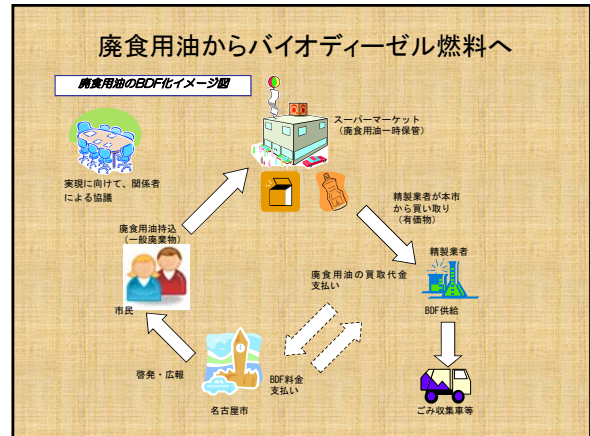 廃食用油からバイオディーゼル燃料へ
廃食用油のBDF化イメージ図
スーパーマーケット
（廃食用油一時保管）
実現に向けて、関係者
による協議
精製業者が本市
から買い取り
（有価物）
廃食用油持込
（一般廃棄物）
精製業者
廃食用油の買取代金
支払い
市民
BDF供給
啓発・広報
BDF料金
支払い
名古屋市
ごみ収集車等